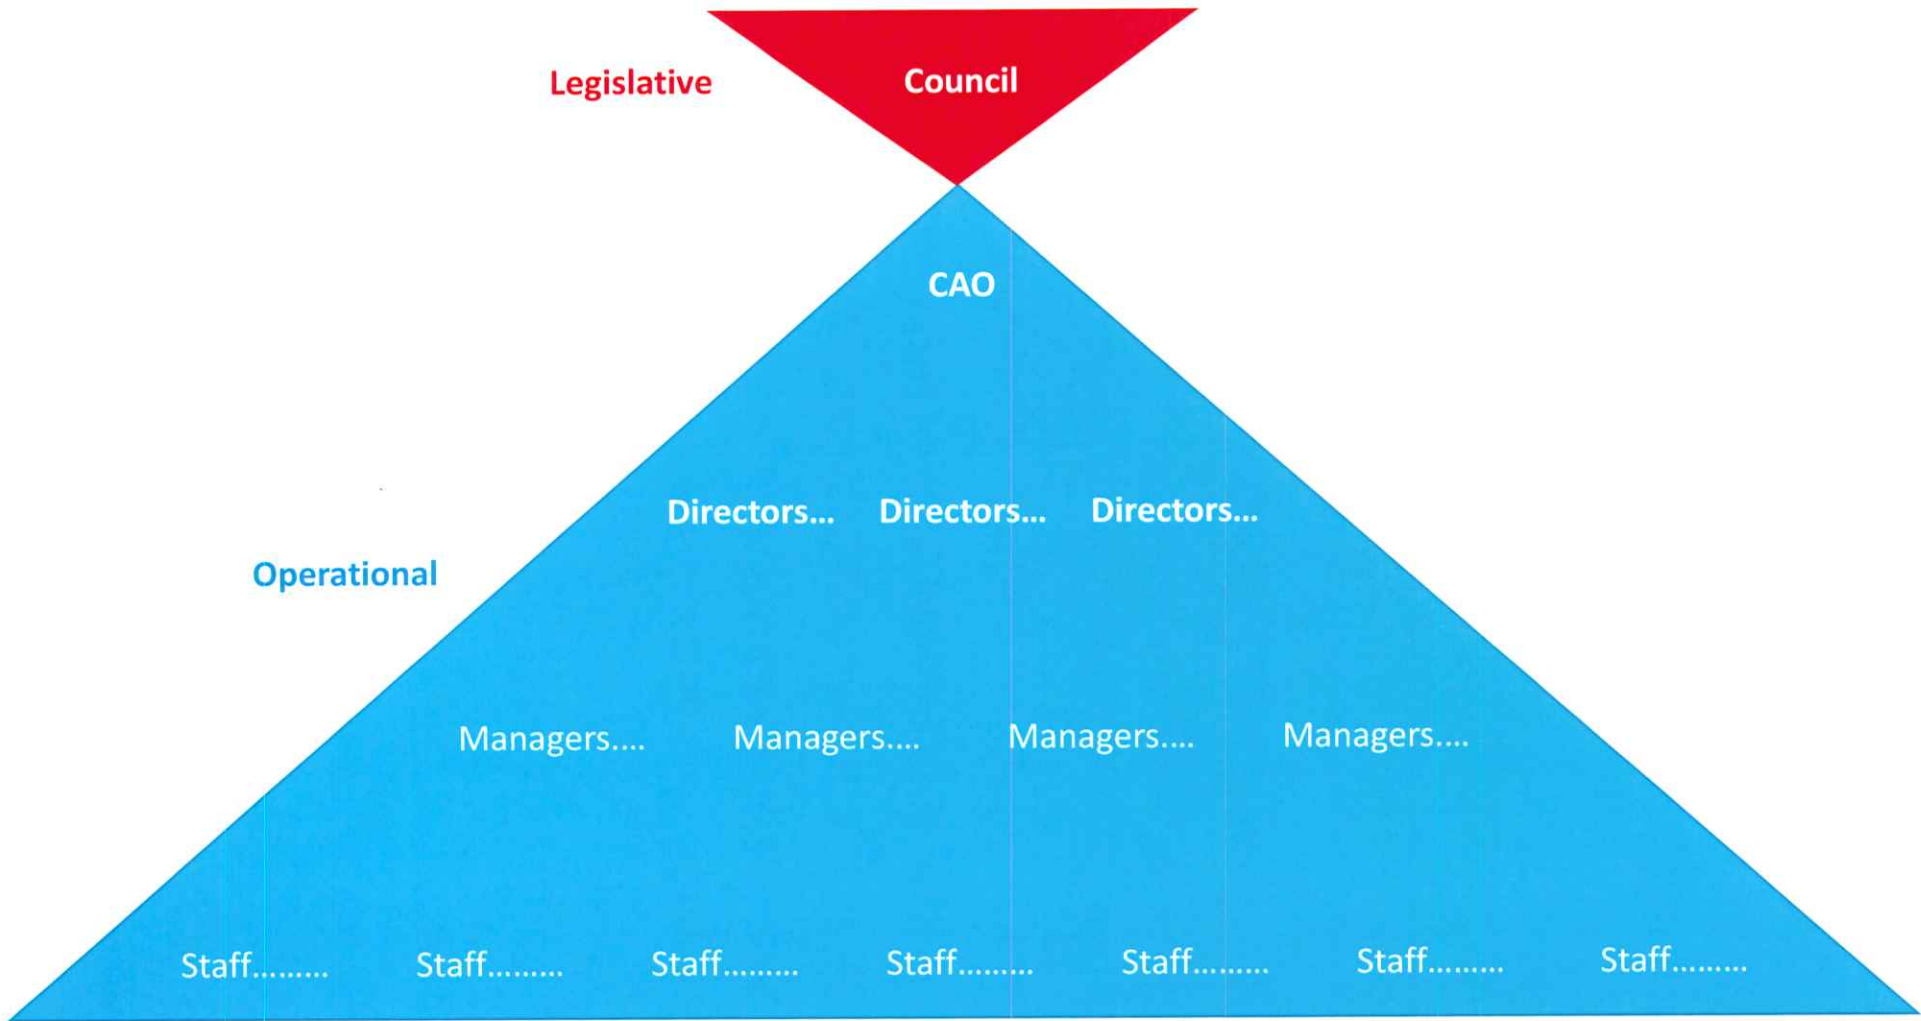 Legislative Council
CAO
Directors... Directors... Directors...
Operational
Managers.... Managers.... Managers.... Managers....
Staff......... Staff......... Staff......... Staff......... Staff......... Staff......... Staff.........